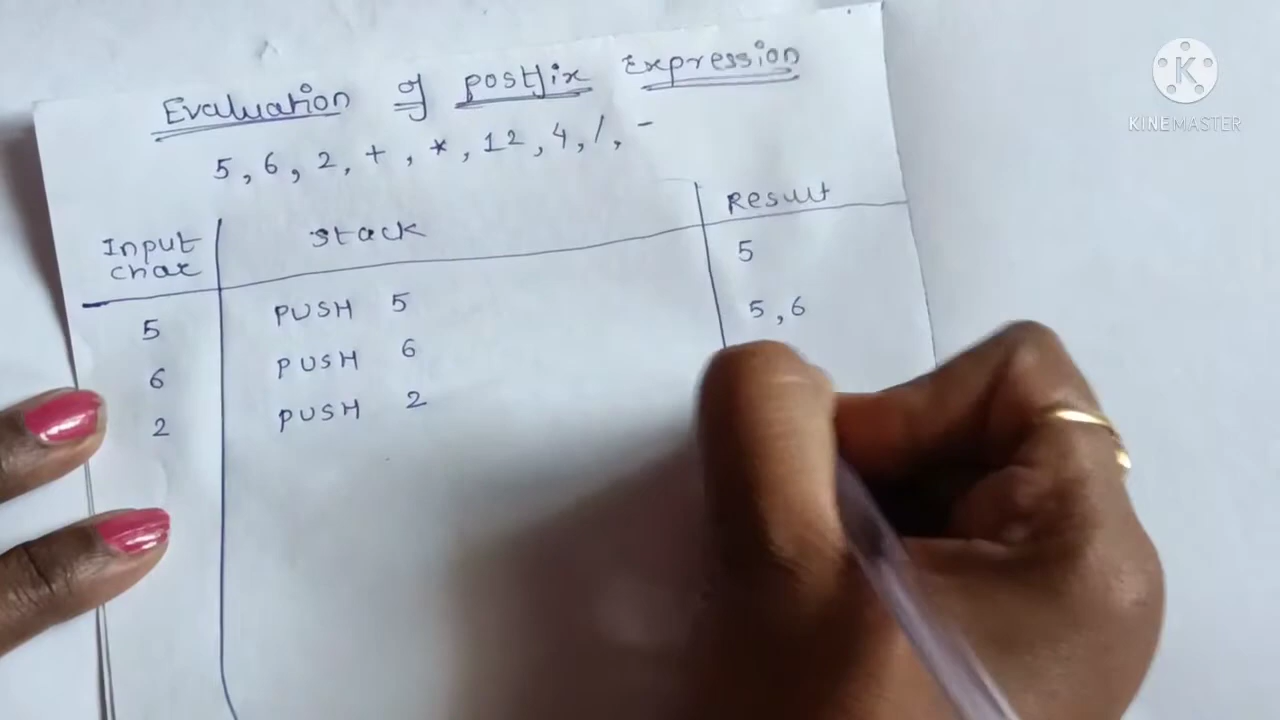 Evaluation of postfix Expression
5, 6, 2, +, *, 12, 4, /, -
Input char Stack Result
5 PUSH 5 5
6 PUSH 6 5, 6
2 PUSH 2
KINEMASTER